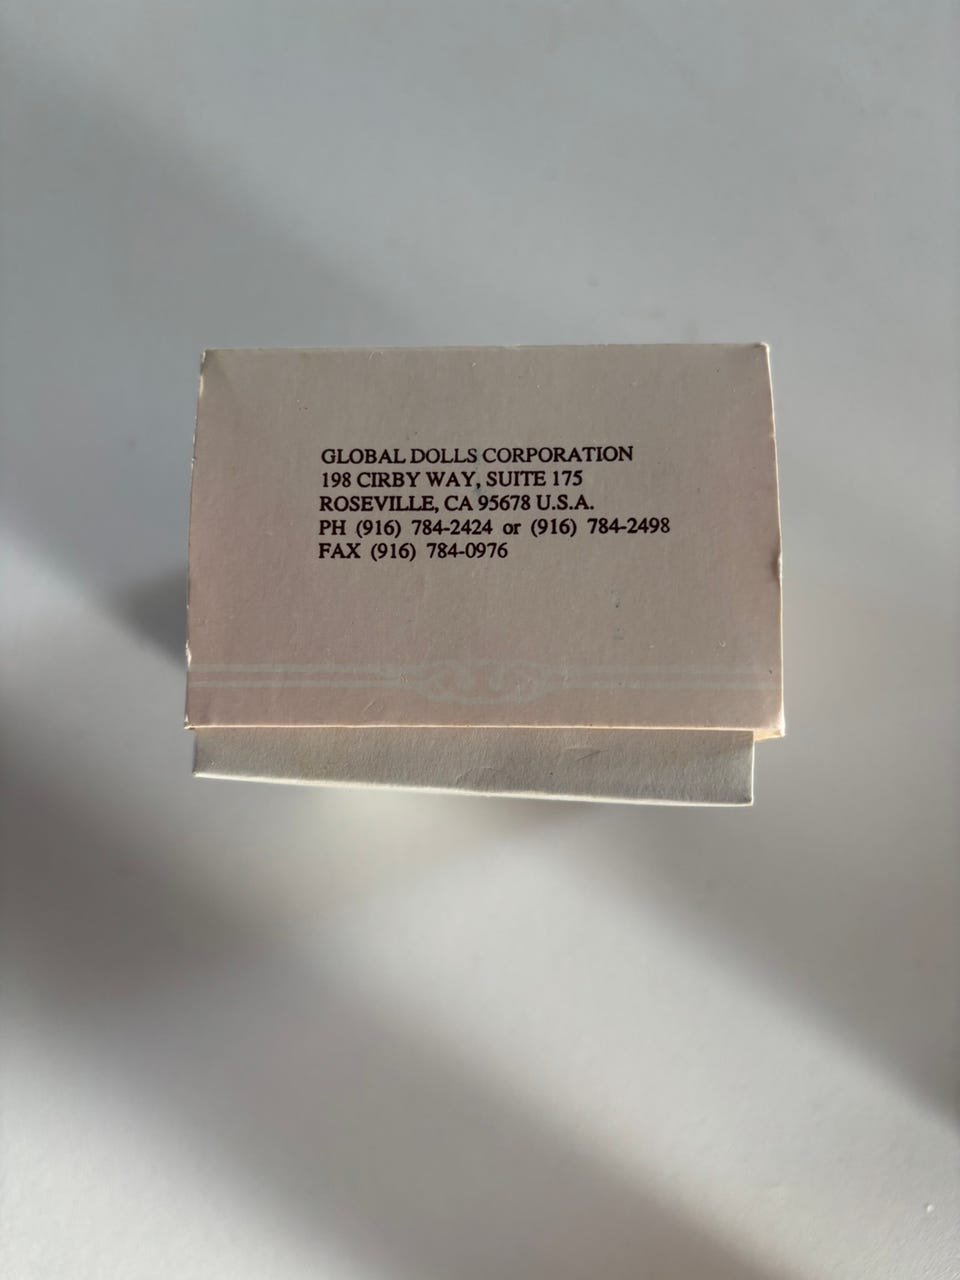 GLOBAL DOLLS CORPORATION
198 CIRBY WAY, SUITE 175
ROSEVILLE, CA 95678 U.S.A.
PH (916) 784-2424 or (916) 784-2498
FAX (916) 784-0976